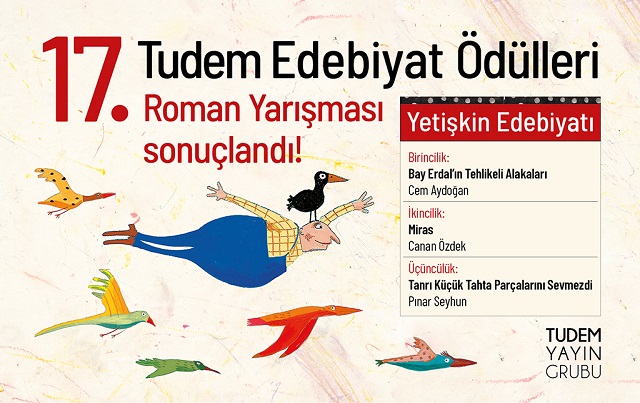 17. Tudem Edebiyat Ödülleri
Roman Yarışması
sonuçlandı!
Yetişkin Edebiyatı
Birincilik:
Bay Erdal'ın Tehlikeli Alakaları
Cem Aydoğan
İkincilik:
Miras
Canan Özdek
Üçüncülük:
Tanrı Küçük Tahta Parçalarını Sevmezdi
Pınar Seyhun
TUDEM
YAYIN
GRUBU